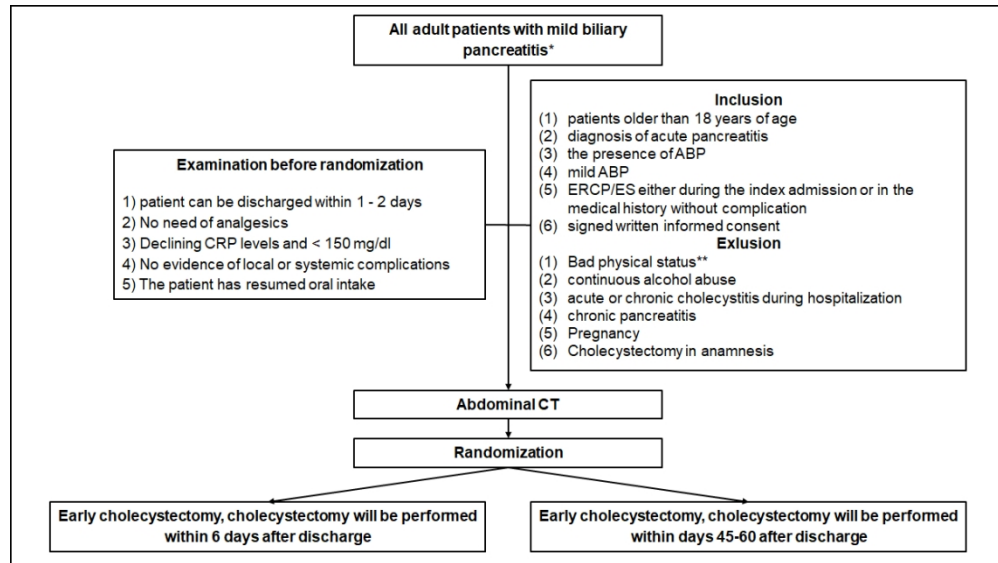 All adult patients with mild biliary
pancreatitis*
Examination before randomization
1) patient can be discharged within 1 - 2 days
2) No need of analgesics
3) Declining CRP levels and < 150 mg/dl
4) No evidence of local or systemic complications
5) The patient has resumed oral intake
Inclusion
(1) patients older than 18 years of age
(2) diagnosis of acute pancreatitis
(3) the presence of ABP
(4) mild ABP
(5) ERCP/ES either during the index admission or in the
medical history without complication
(6) signed written informed consent
Exlusion
(1) Bad physical status**
(2) continuous alcohol abuse
(3) acute or chronic cholecystitis during hospitalization
(4) chronic pancreatitis
(5) Pregnancy
(6) Cholecystectomy in anamnesis
Abdominal CT
Randomization
Early cholecystectomy, cholecystectomy will be performed
within 6 days after discharge
Early cholecystectomy, cholecystectomy will be performed
within days 45-60 after discharge